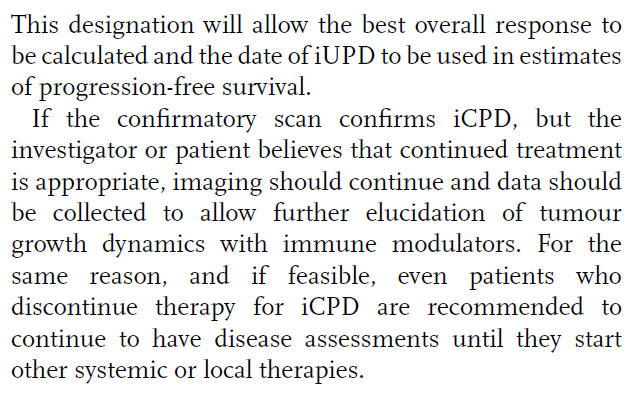 This designation will allow the best overall response to
be calculated and the date of iUPD to be used in estimates
of progression-free survival.
If the confirmatory scan confirms iCPD, but the
investigator or patient believes that continued treatment
is appropriate, imaging should continue and data should
be collected to allow further elucidation of tumour
growth dynamics with immune modulators. For the
same reason, and if feasible, even patients who
discontinue therapy for iCPD are recommended to
continue to have disease assessments until they start
other systemic or local therapies.